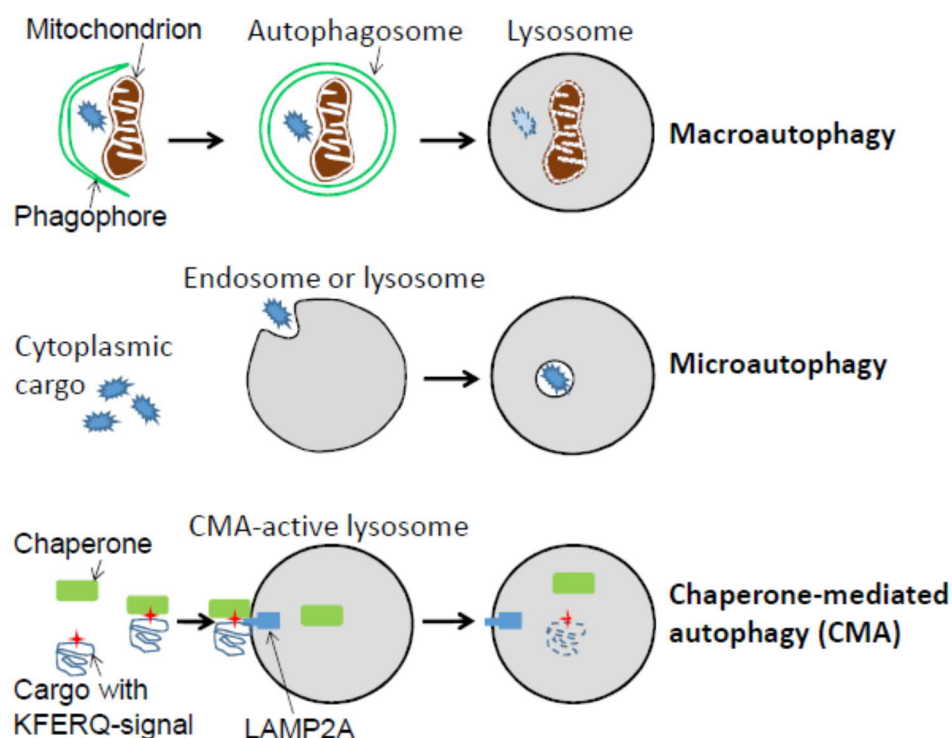 Mitochondrion
Autophagosome
Lysosome
Macroautophagy
Phagophore
Endosome or lysosome
Cytoplasmic
cargo
Microautophagy
CMA-active lysosome
Chaperone
Chaperone-mediated
autophagy (CMA)
Cargo with
KFERQ-signal
LAMP2A